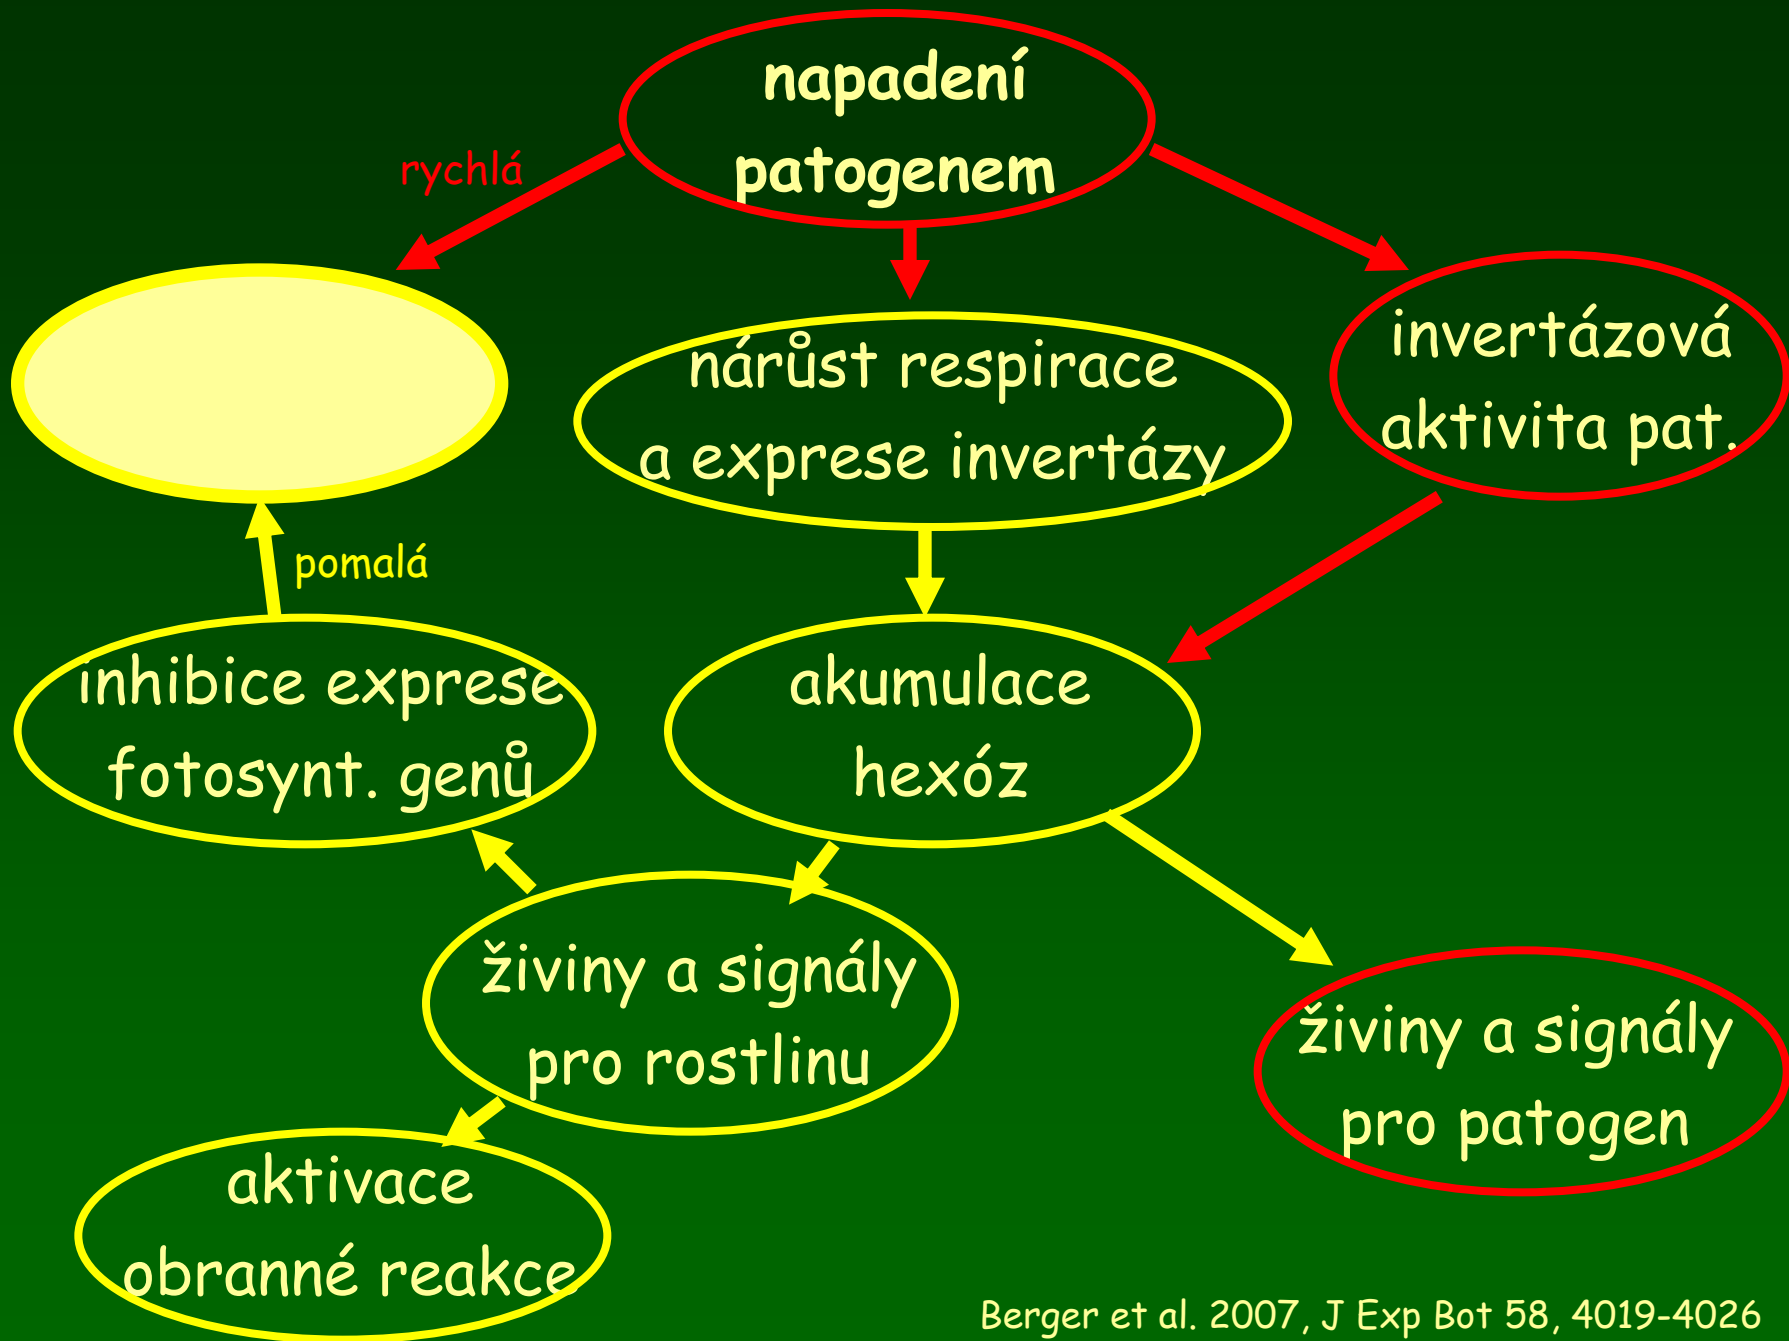 napadení
patogenem
rychlá
nárůst respirace
a exprese invertázy
invertázová
aktivita pat.
pomalá
inhibice exprese
fotosynt. genů
akumulace
hexóz
živiny a signály
pro rostlinu
živiny a signály
pro patogen
aktivace
obranné reakce
Berger et al. 2007, J Exp Bot 58, 4019-4026